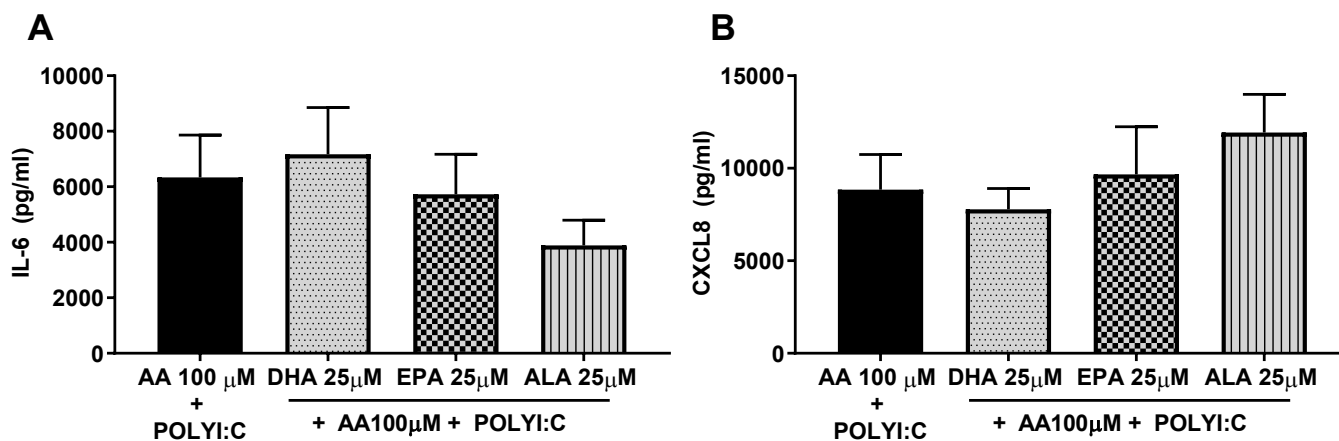 A
IL-6 (pg/ml)
10000
8000
6000
4000
2000
0
AA 100 μM
+
POLYI:C
DHA 25μM EPA 25μM ALA 25μM
+ AA100μM + POLYI:C
B
CXCL8 (pg/ml)
15000
10000
5000
0
AA 100 μM
+
POLYI:C
DHA 25μM EPA 25μM ALA 25μM
+ AA100μM + POLYI:C